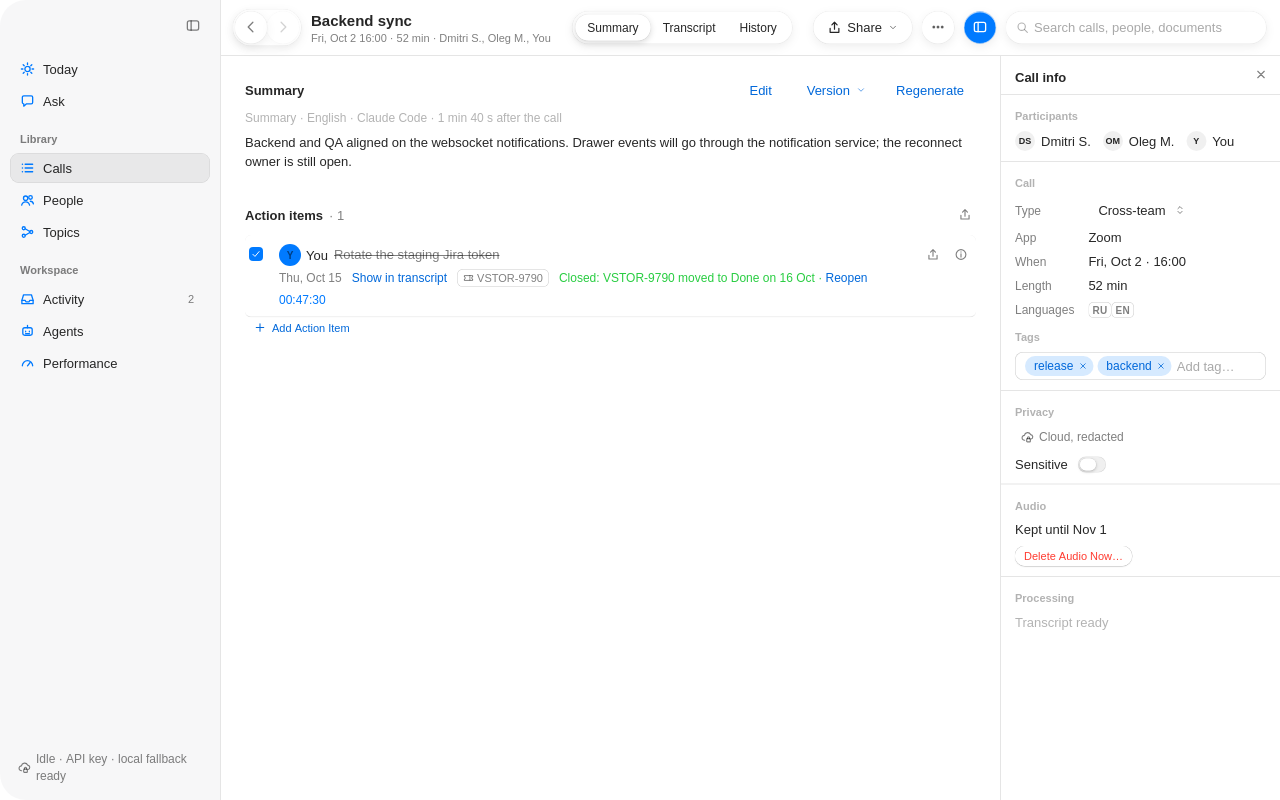 Today
Ask
Library
Calls
People
Topics
Workspace
Activity 2
Agents
Performance
Idle · API key · local fallback
ready
Backend sync
Fri, Oct 2 16:00 · 52 min · Dmitri S., Oleg M., You
Summary Transcript History
Share
Search calls, people, documents
Summary
Edit Version Regenerate
Summary · English · Claude Code · 1 min 40 s after the call
Backend and QA aligned on the websocket notifications. Drawer events will go through the notification service; the reconnect
owner is still open.
Action items · 1
Y You Rotate the staging Jira token
Thu, Oct 15 Show in transcript VSTOR-9790 Closed: VSTOR-9790 moved to Done on 16 Oct · Reopen
00:47:30
Add Action Item
Call info
Participants
DS Dmitri S. OM Oleg M. Y You
Call
Type Cross-team
App Zoom
When Fri, Oct 2 · 16:00
Length 52 min
Languages RU EN
Tags
release backend Add tag…
Privacy
Cloud, redacted
Sensitive
Audio
Kept until Nov 1
Delete Audio Now…
Processing
Transcript ready